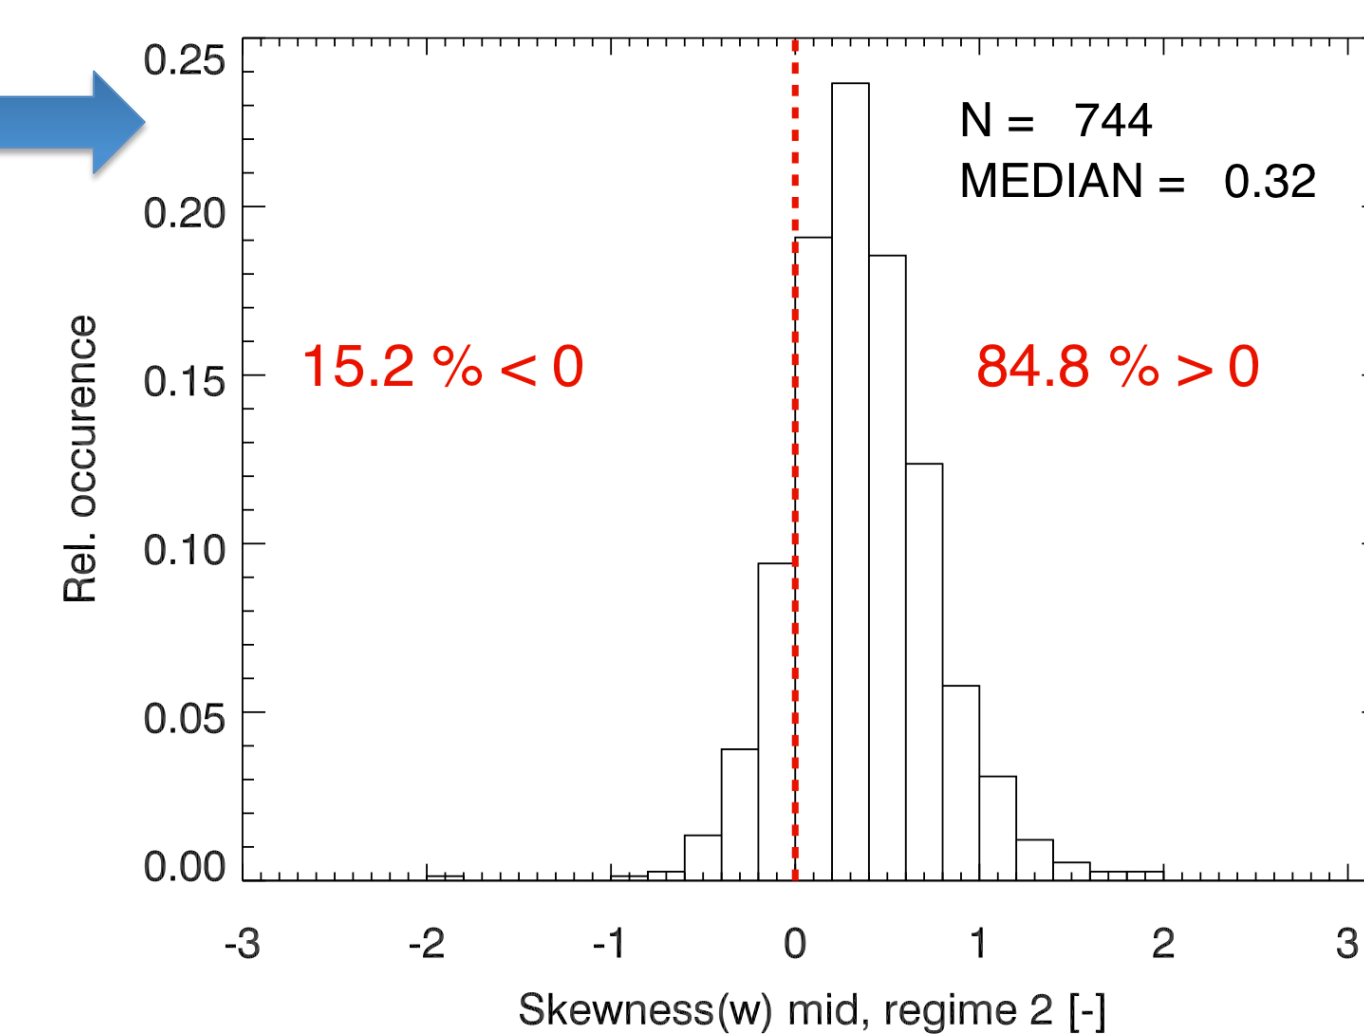 0.25
N = 744
MEDIAN = 0.32
0.20
15.2 % < 0
84.8 % > 0
0.15
Rel. occurence
0.10
0.05
0.00
-3 -2 -1 0 1 2 3
Skewness(w) mid, regime 2 [-]